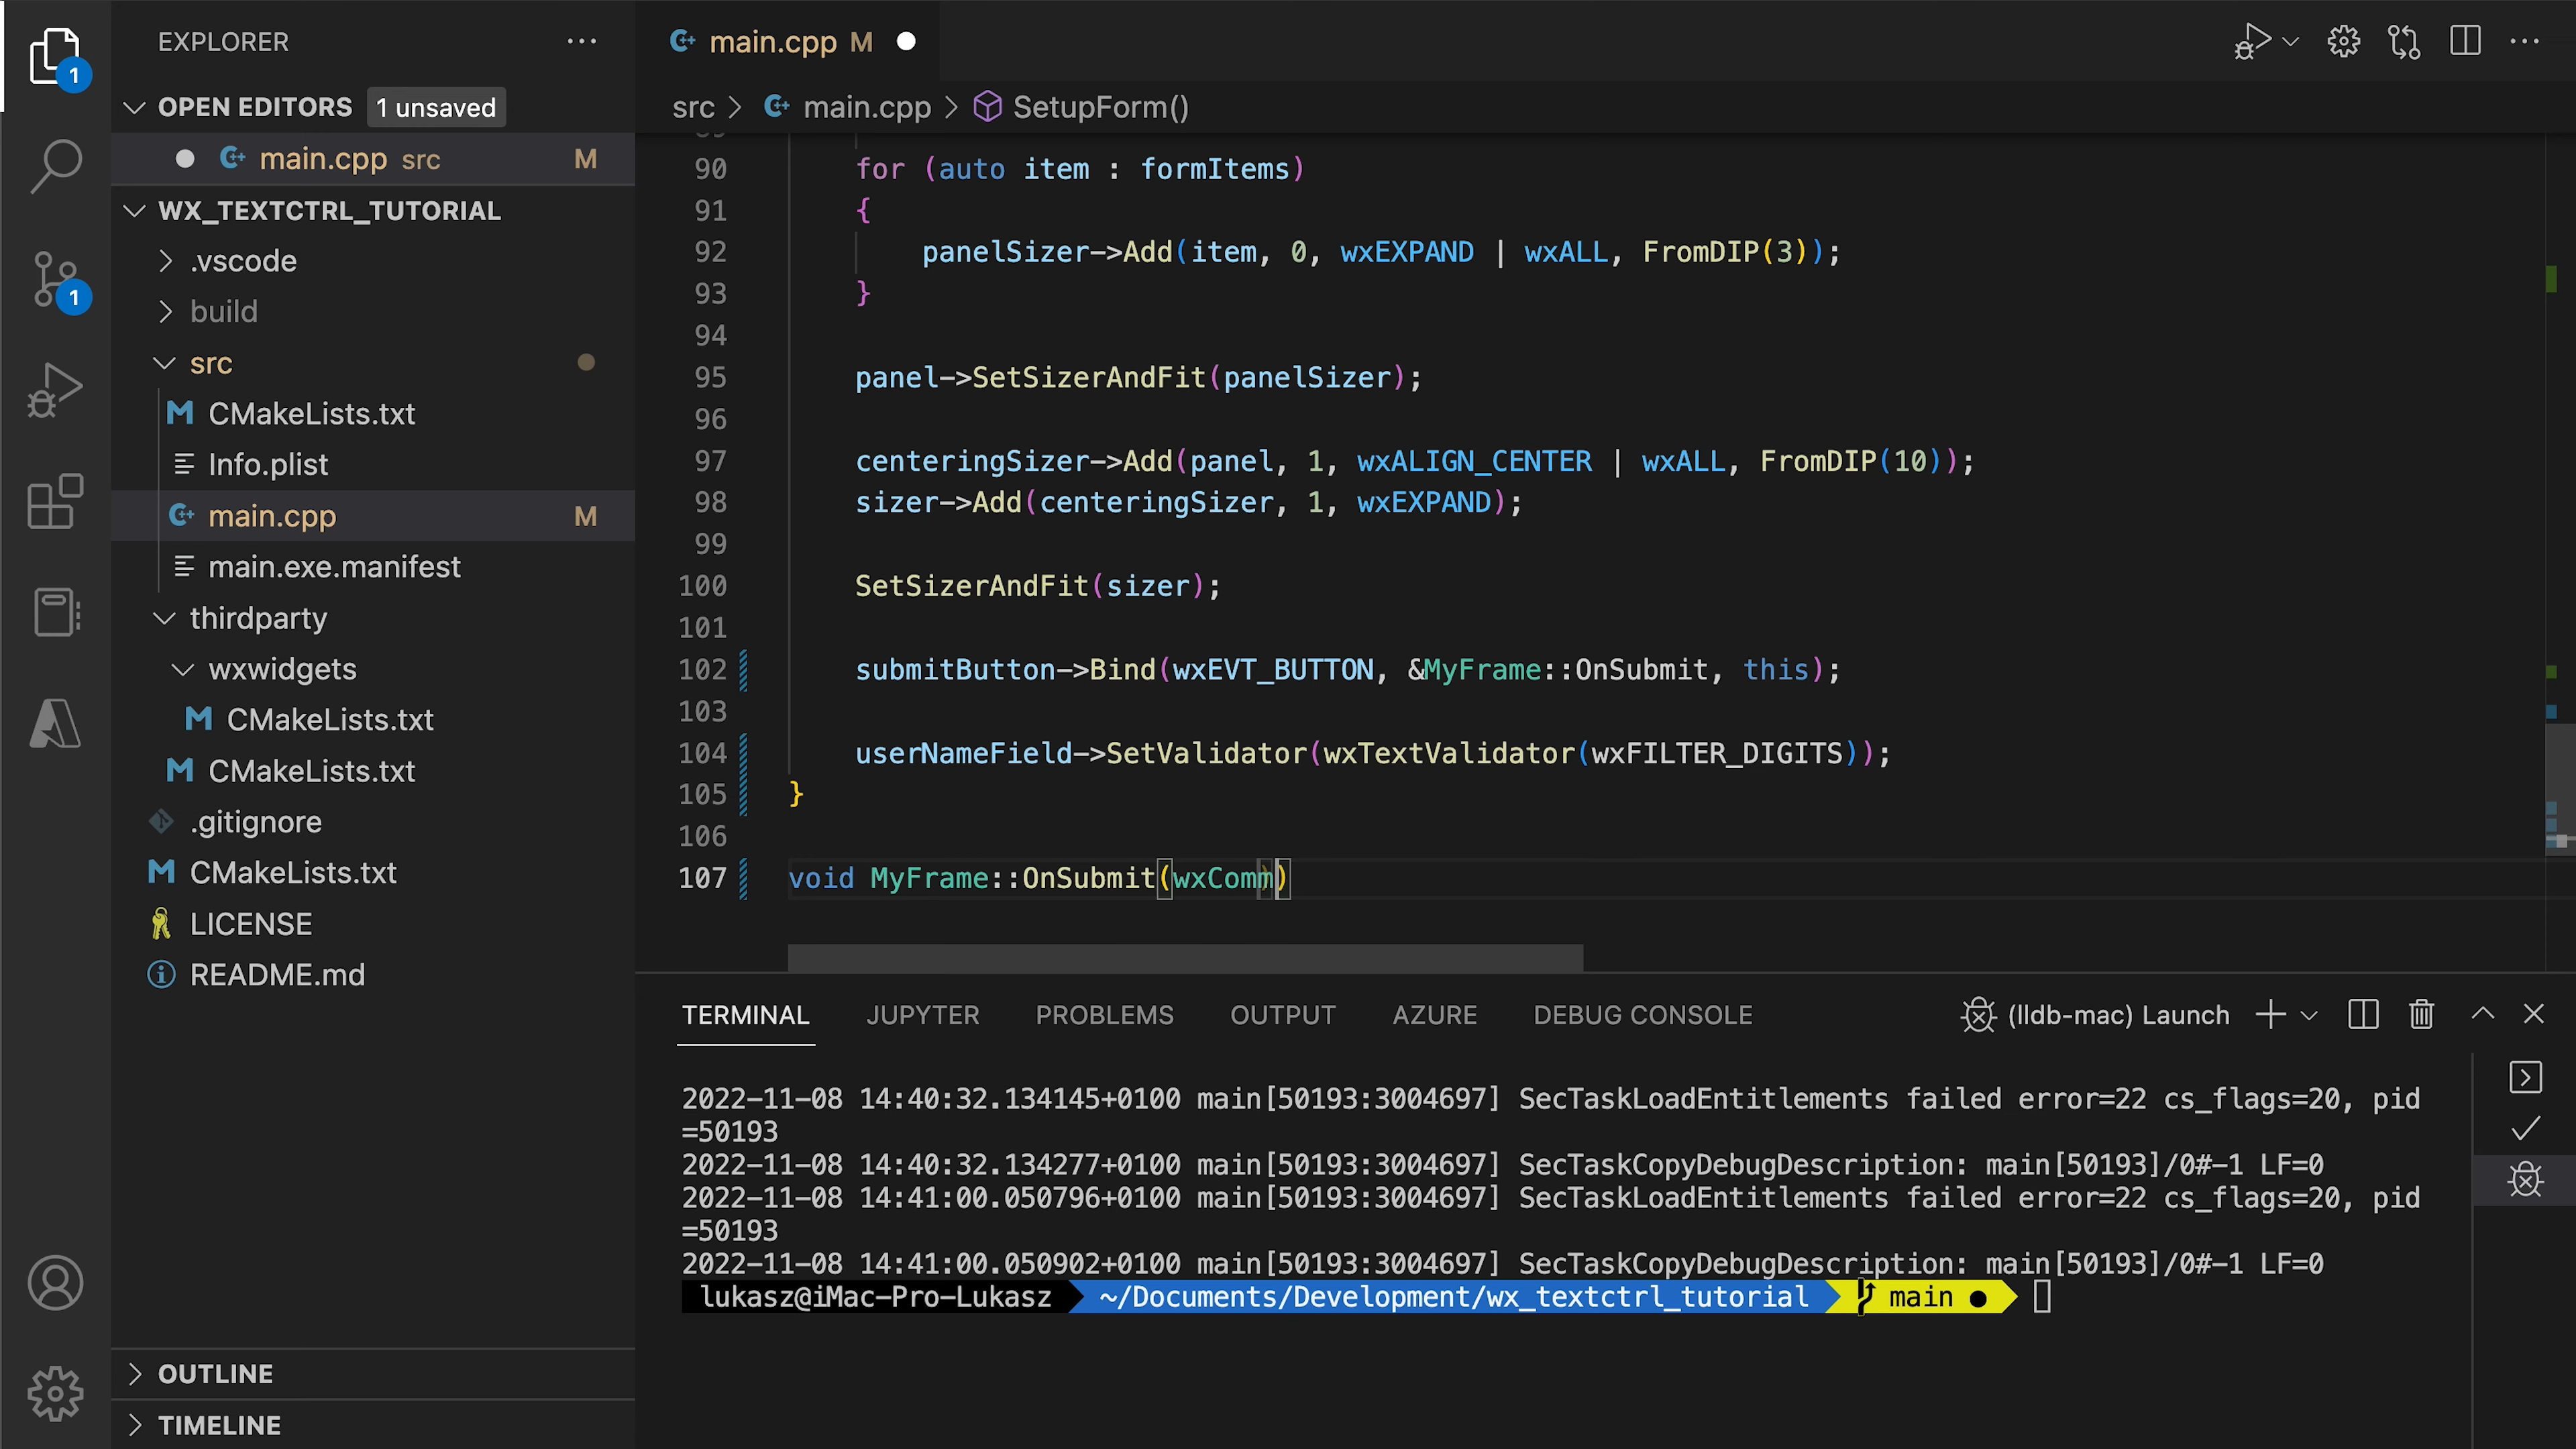 EXPLORER
OPEN EDITORS 1 unsaved
main.cpp src M
WX_TEXTCTRL_TUTORIAL
.vscode
build
src
CMakeLists.txt
Info.plist
main.cpp M
main.exe.manifest
thirdparty
wxwidgets
CMakeLists.txt
CMakeLists.txt
.gitignore
CMakeLists.txt
LICENSE
README.md
OUTLINE
TIMELINE
1
1
main.cpp M
src > main.cpp > SetupForm()
90 for (auto item : formItems)
91 {
92 panelSizer->Add(item, 0, wxEXPAND | wxALL, FromDIP(3));
93 }
94
95 panel->SetSizerAndFit(panelSizer);
96
97 centeringSizer->Add(panel, 1, wxALIGN_CENTER | wxALL, FromDIP(10));
98 sizer->Add(centeringSizer, 1, wxEXPAND);
99
100 SetSizerAndFit(sizer);
101
102 submitButton->Bind(wxEVT_BUTTON, &MyFrame::OnSubmit, this);
103
104 userNameField->SetValidator(wxTextValidator(wxFILTER_DIGITS));
105 }
106
107 void MyFrame::OnSubmit(wxComm)
TERMINAL JUPYTER PROBLEMS OUTPUT AZURE DEBUG CONSOLE (lldb-mac) Launch
2022-11-08 14:40:32.134145+0100 main[50193:3004697] SecTaskLoadEntitlements failed error=22 cs_flags=20, pid
=50193
2022-11-08 14:40:32.134277+0100 main[50193:3004697] SecTaskCopyDebugDescription: main[50193]/0#-1 LF=0
2022-11-08 14:41:00.050796+0100 main[50193:3004697] SecTaskLoadEntitlements failed error=22 cs_flags=20, pid
=50193
2022-11-08 14:41:00.050902+0100 main[50193:3004697] SecTaskCopyDebugDescription: main[50193]/0#-1 LF=0
lukasz@iMac-Pro-Lukasz ~/Documents/Development/wx_textctrl_tutorial main ●